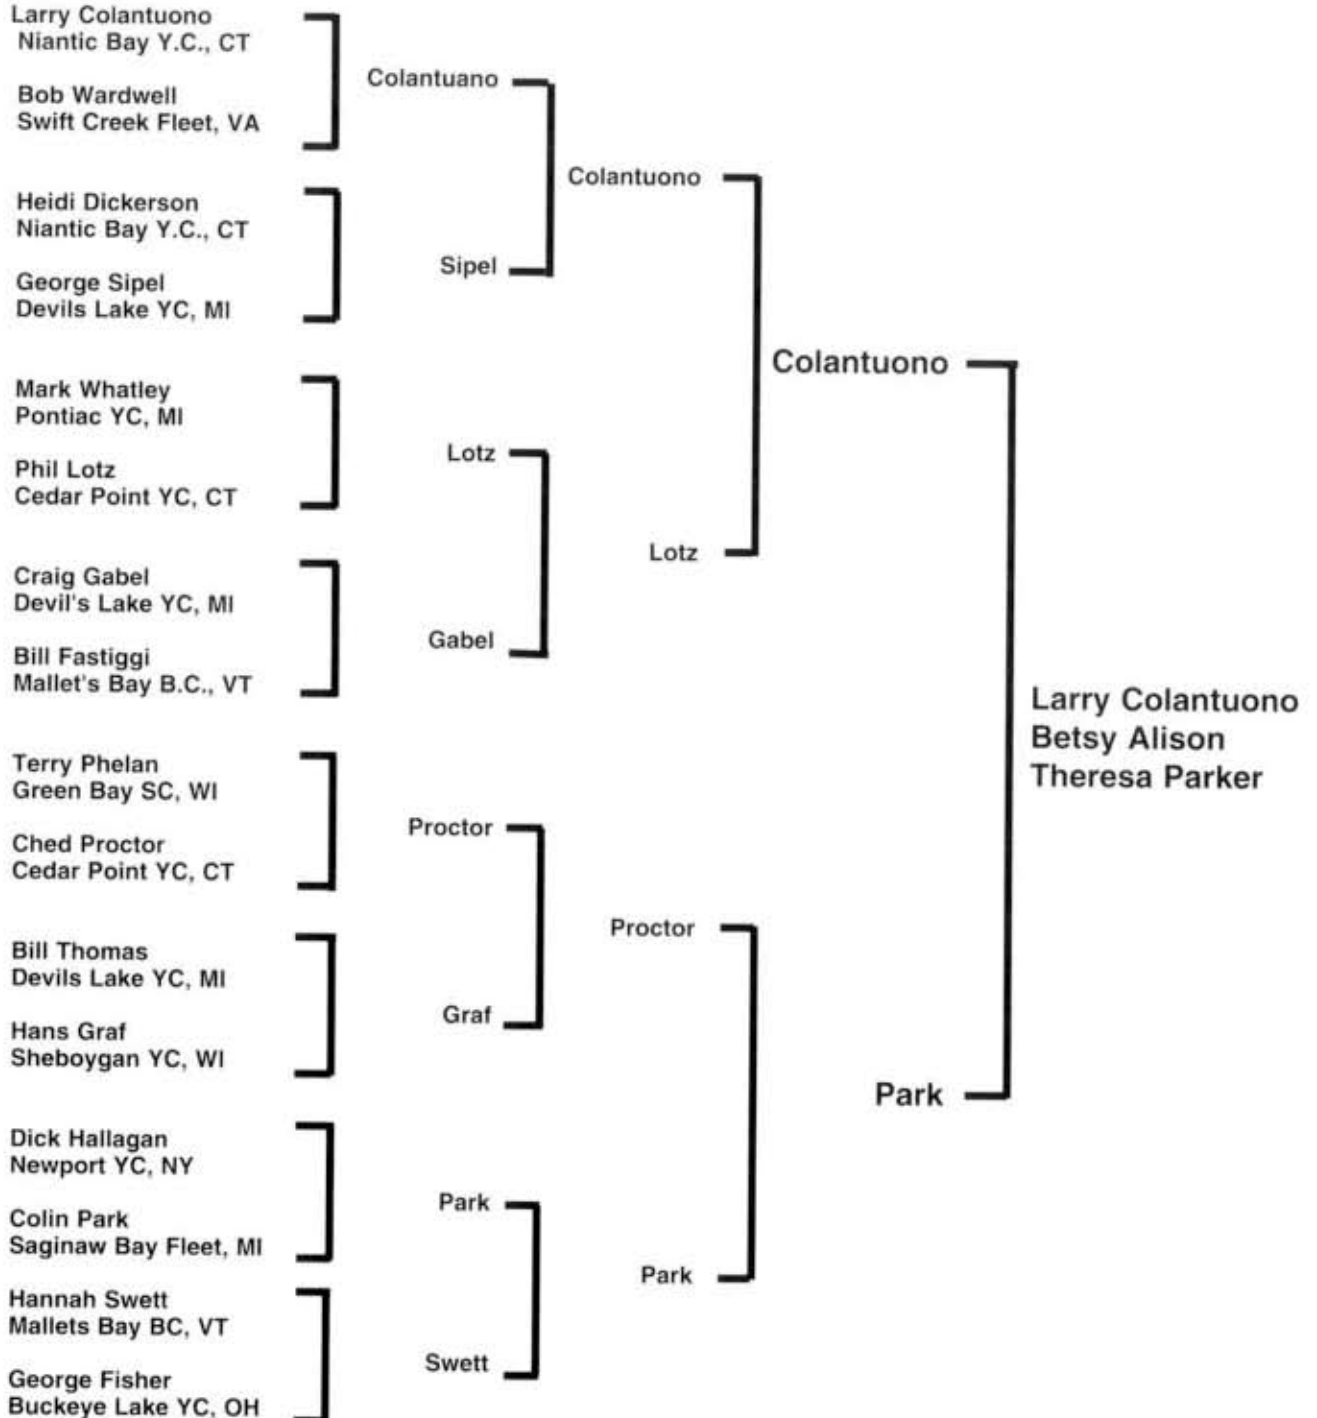 Larry Colantuono
Niantic Bay Y.C., CT
Bob Wardwell
Swift Creek Fleet, VA
Heidi Dickerson
Niantic Bay Y.C., CT
George Sipel
Devils Lake YC, MI
Mark Whatley
Pontiac YC, MI
Phil Lotz
Cedar Point YC, CT
Craig Gabel
Devil's Lake YC, MI
Bill Fastiggi
Mallet's Bay B.C., VT
Terry Phelan
Green Bay SC, WI
Ched Proctor
Cedar Point YC, CT
Bill Thomas
Devils Lake YC, MI
Hans Graf
Sheboygan YC, WI
Dick Hallagan
Newport YC, NY
Colin Park
Saginaw Bay Fleet, MI
Hannah Swett
Mallets Bay BC, VT
George Fisher
Buckeye Lake YC, OH
Colantuano
Sipel
Lotz
Gabel
Proctor
Graf
Park
Swett
Colantuono
Lotz
Proctor
Park
Colantuono
Park
Larry Colantuono
Betsy Alison
Theresa Parker